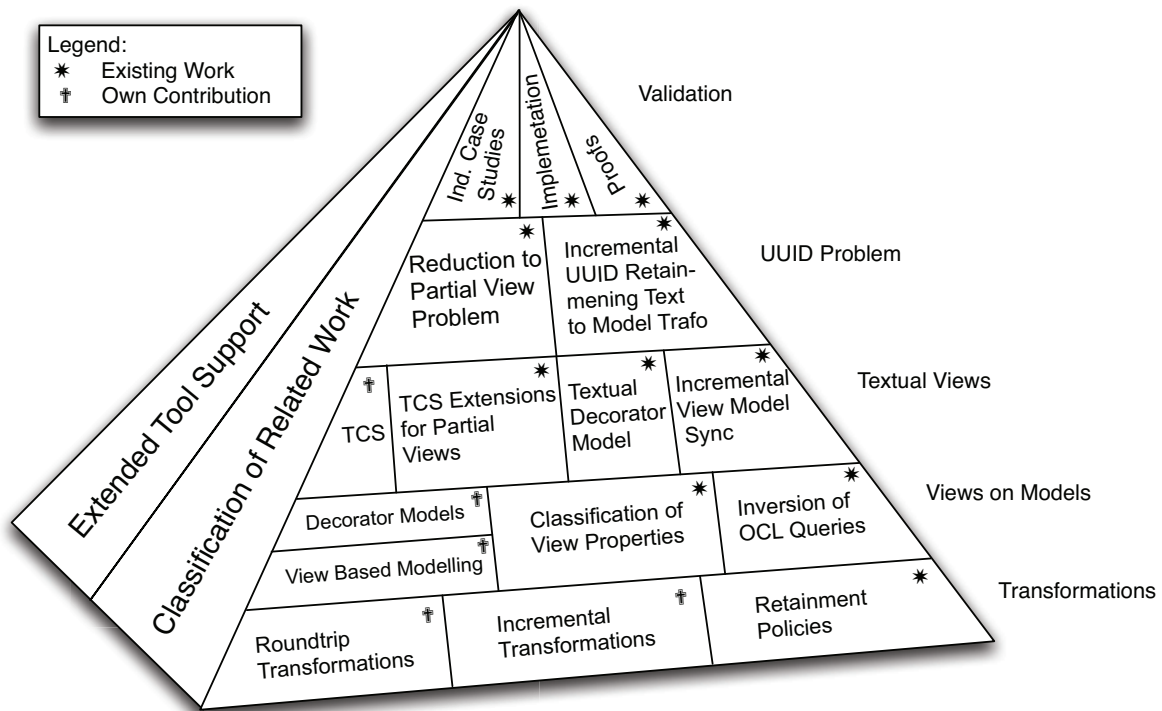 Legend:
✷ Existing Work
✟ Own Contribution
Validation
Ind. Case
Studies
✷
Implemetation
✷
Proofs
✷
UUID Problem
Reduction to
Partial View
Problem
✷
Incremental
UUID Retain-
mening Text
to Model Trafo
✷
Textual Views
TCS
✟
TCS Extensions
for Partial
Views
✷
Textual
Decorator
Model
✷
Incremental
View Model
Sync
✷
Views on Models
Decorator Models
✟
View Based Modelling
✟
Classification of
View Properties
✷
Inversion of
OCL Queries
✷
Transformations
Roundtrip
Transformations
✟
Incremental
Transformations
✟
Retainment
Policies
✷
Extended Tool Support
Classification of Related Work